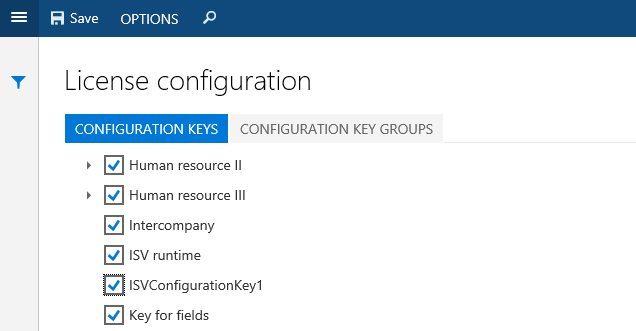 Save OPTIONS
License configuration
CONFIGURATION KEYS CONFIGURATION KEY GROUPS
Human resource II
Human resource III
Intercompany
ISV runtime
ISVConfigurationKey1
Key for fields